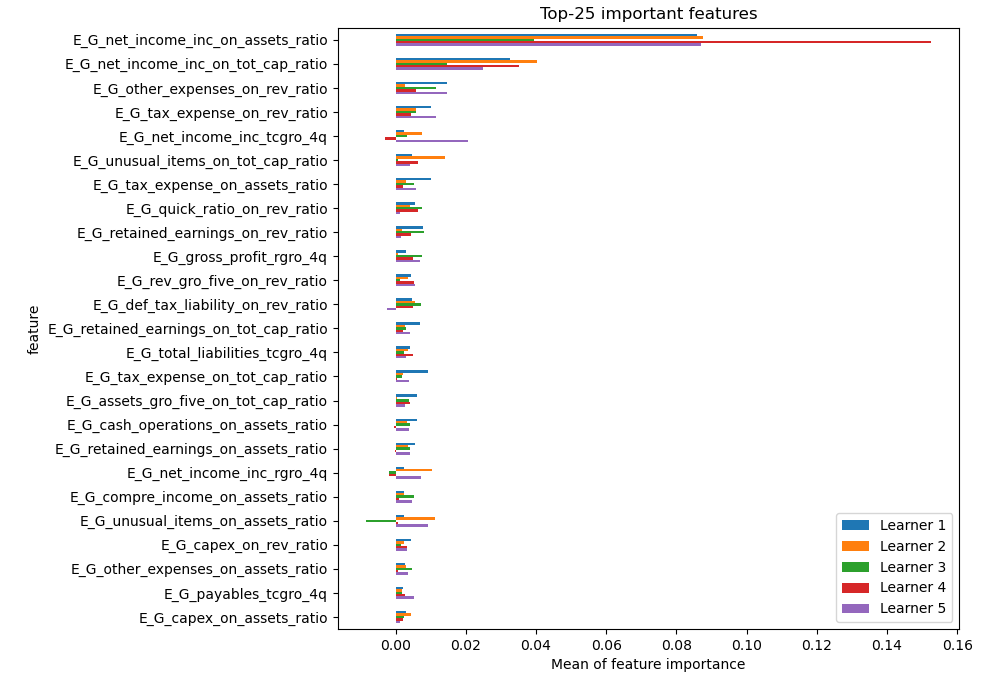 Top-25 important features
E_G_net_income_inc_on_assets_ratio
E_G_net_income_inc_on_tot_cap_ratio
E_G_other_expenses_on_rev_ratio
E_G_tax_expense_on_rev_ratio
E_G_net_income_inc_tcgro_4q
E_G_unusual_items_on_tot_cap_ratio
E_G_tax_expense_on_assets_ratio
E_G_quick_ratio_on_rev_ratio
E_G_retained_earnings_on_rev_ratio
E_G_gross_profit_rgro_4q
E_G_rev_gro_five_on_rev_ratio
E_G_def_tax_liability_on_rev_ratio
E_G_retained_earnings_on_tot_cap_ratio
E_G_total_liabilities_tcgro_4q
E_G_tax_expense_on_tot_cap_ratio
E_G_assets_gro_five_on_tot_cap_ratio
E_G_cash_operations_on_assets_ratio
E_G_retained_earnings_on_assets_ratio
E_G_net_income_inc_rgro_4q
E_G_compre_income_on_assets_ratio
E_G_unusual_items_on_assets_ratio
E_G_capex_on_rev_ratio
E_G_other_expenses_on_assets_ratio
E_G_payables_tcgro_4q
E_G_capex_on_assets_ratio
feature
Learner 1
Learner 2
Learner 3
Learner 4
Learner 5
0.00 0.02 0.04 0.06 0.08 0.10 0.12 0.14 0.16
Mean of feature importance